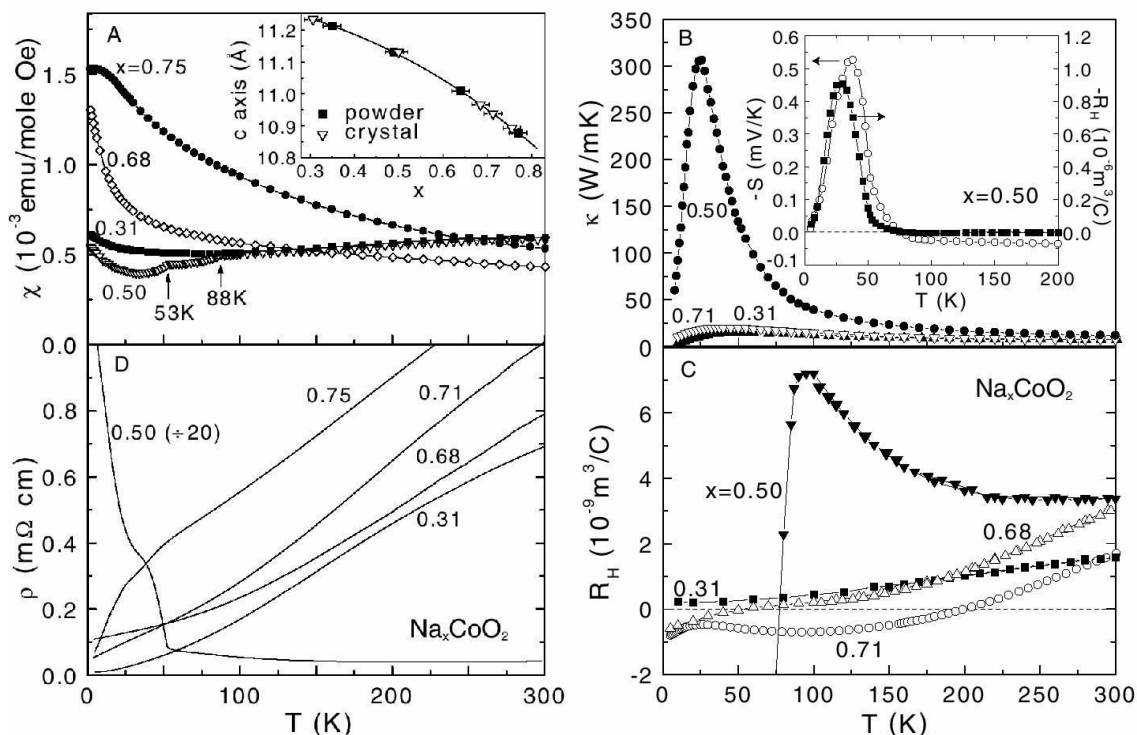 A
χ (10⁻³ emu/mole Oe)
1.5
1.0
0.5
0.0
x=0.75
0.68
0.31
0.50
53K
88K
c axis (Å)
11.2
11.1
11.0
10.9
10.8
■ powder
▽ crystal
0.3 0.4 0.5 0.6 0.7 0.8
x
B
κ (W/mK)
350
300
250
200
150
100
50
25
0
0.50
0.71
0.31
-S (mV/K)
0.6
0.5
0.4
0.3
0.2
0.1
0.0
-0.1
-R_H (10⁻⁶m³/C)
1.2
1.0
0.8
0.6
0.4
0.2
0.0
x=0.50
0 50 100 150 200
T (K)
D
ρ (mΩ cm)
0.8
0.6
0.4
0.2
0.0
0.50 (÷20)
0.75
0.71
0.68
0.31
NaₓCoO₂
0 50 100 150 200 250 300
T (K)
C
R_H (10⁻⁹m³/C)
6
4
2
0
-2
NaₓCoO₂
x=0.50
0.68
0.31
0.71
0 50 100 150 200 250 300
T (K)